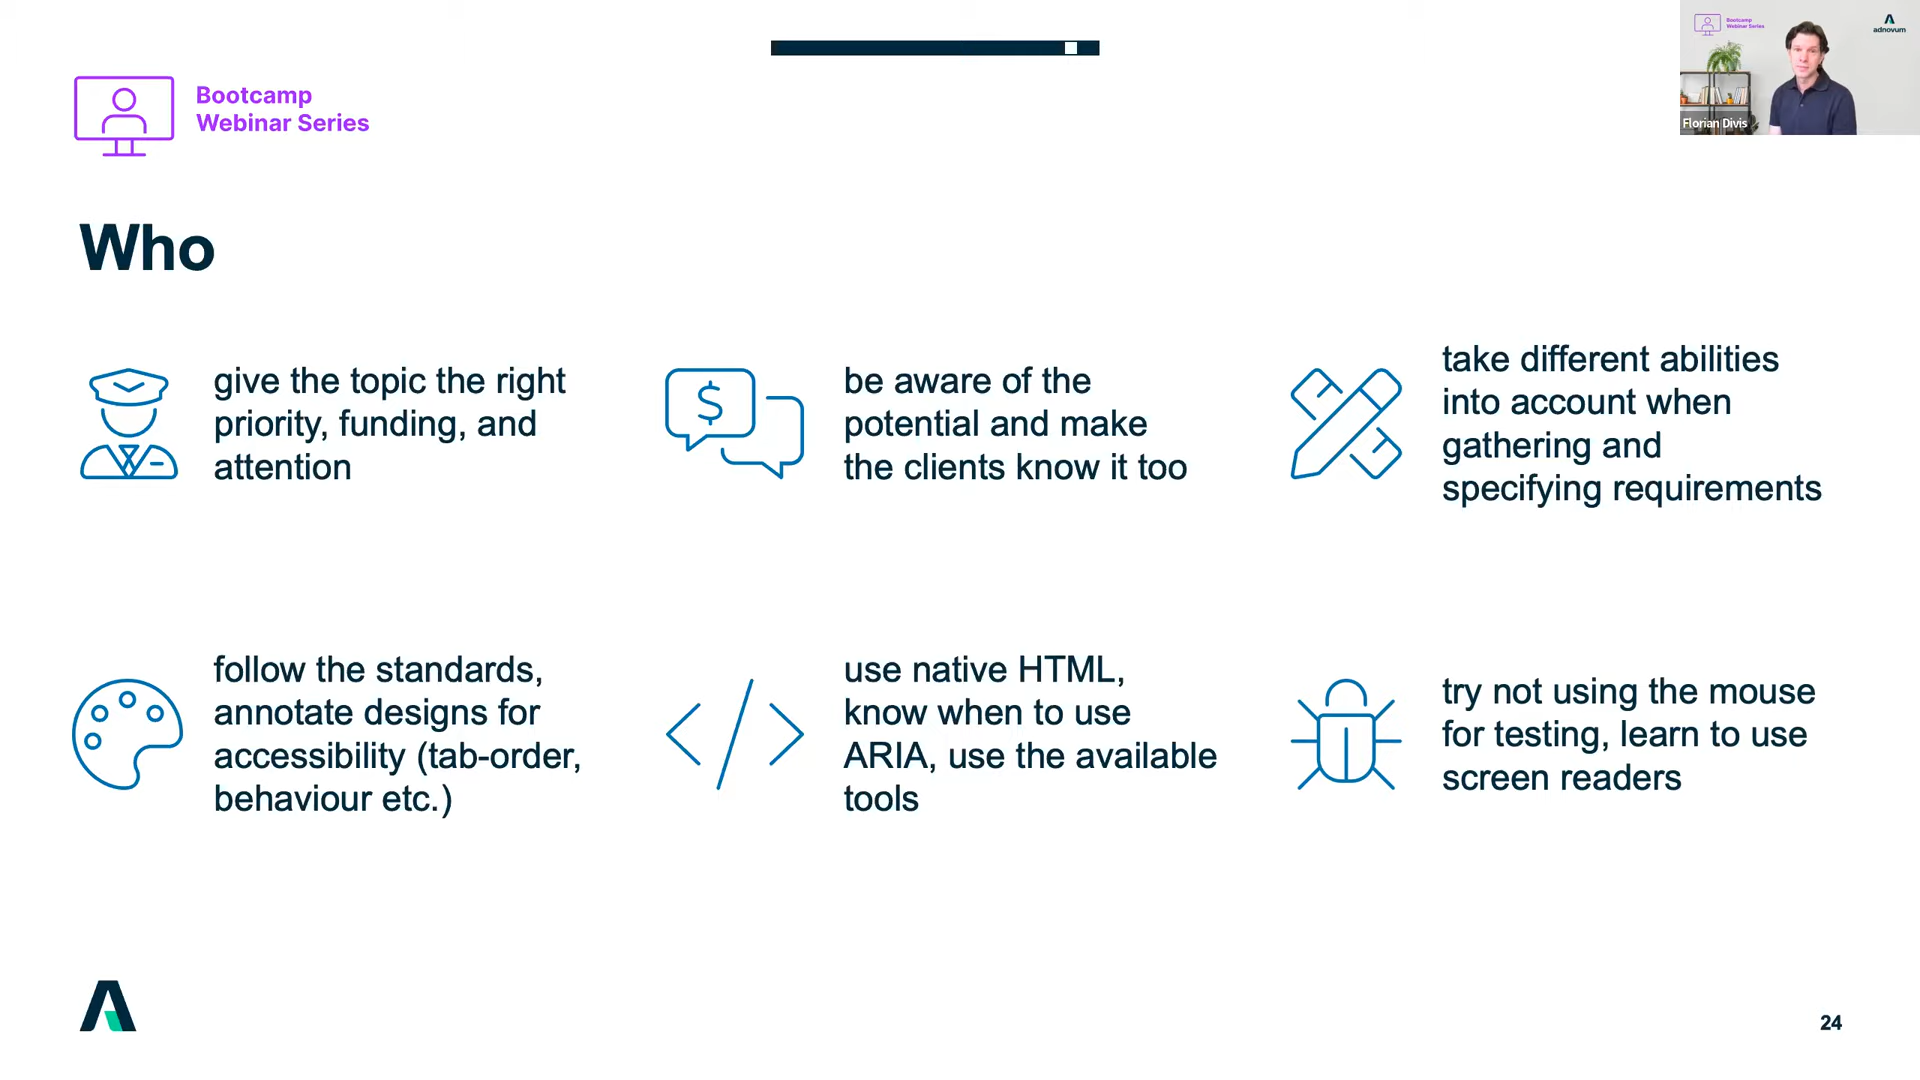 Bootcamp
Webinar Series
Bootcamp
Webinar Series
adnovum
Florian Divis
Who
give the topic the right
priority, funding, and
attention
$
be aware of the
potential and make
the clients know it too
take different abilities
into account when
gathering and
specifying requirements
follow the standards,
annotate designs for
accessibility (tab-order,
behaviour etc.)
use native HTML,
know when to use
ARIA, use the available
tools
try not using the mouse
for testing, learn to use
screen readers
24